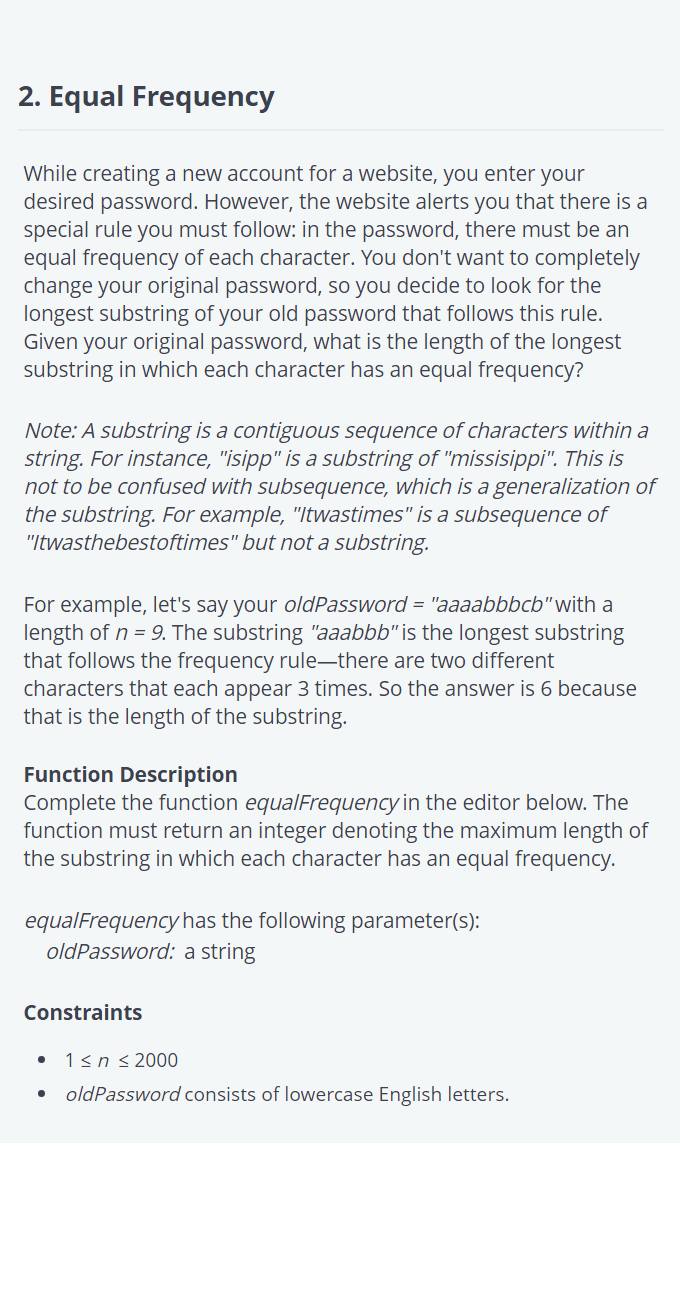 2. Equal Frequency
While creating a new account for a website, you enter your
desired password. However, the website alerts you that there is a
special rule you must follow: in the password, there must be an
equal frequency of each character. You don't want to completely
change your original password, so you decide to look for the
longest substring of your old password that follows this rule.
Given your original password, what is the length of the longest
substring in which each character has an equal frequency?
Note: A substring is a contiguous sequence of characters within a
string. For instance, "isipp" is a substring of "missisippi". This is
not to be confused with subsequence, which is a generalization of
the substring. For example, "Itwastimes" is a subsequence of
"Itwasthebestoftimes" but not a substring.
For example, let's say your oldPassword = "aaaabbbcb" with a
length of n = 9. The substring "aaabbb" is the longest substring
that follows the frequency rule—there are two different
characters that each appear 3 times. So the answer is 6 because
that is the length of the substring.
Function Description
Complete the function equalFrequency in the editor below. The
function must return an integer denoting the maximum length of
the substring in which each character has an equal frequency.
equalFrequency has the following parameter(s):
oldPassword: a string
Constraints
• 1 ≤ n ≤ 2000
• oldPassword consists of lowercase English letters.